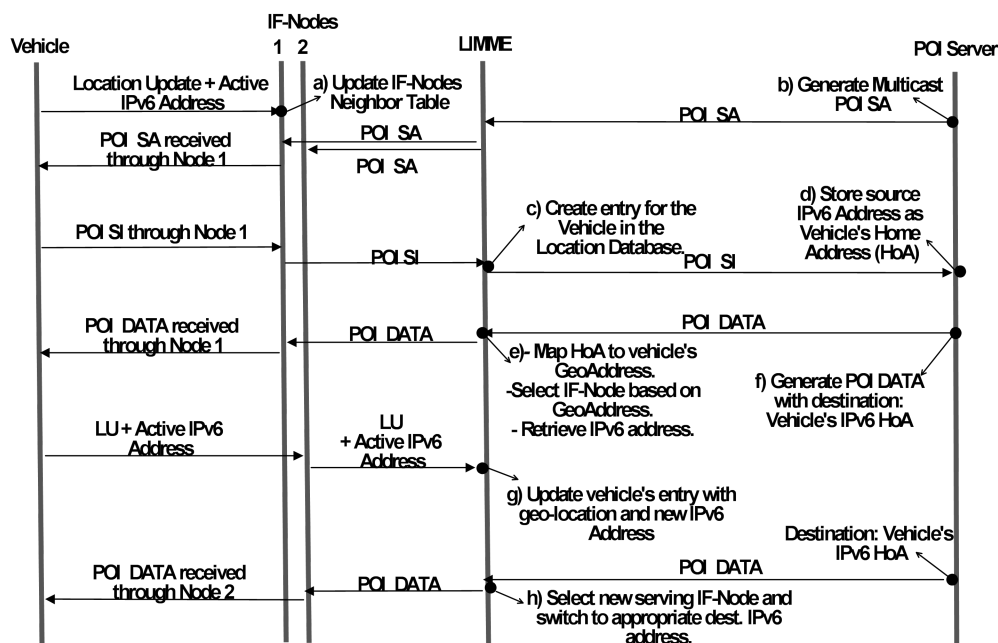 IF-Nodes
Vehicle
1 2
LIMME
POI Server
Location Update + Active
IPv6 Address
a) Update IF-Nodes
Neighbor Table
b) Generate Multicast
POI SA
POI SA
POI SA
POI SA received
through Node 1
POI SA
c) Create entry for the
Vehicle in the
Location Database.
d) Store source
IPv6 Address as
Vehicle's Home
Address (HoA)
POI SI through Node 1
POI SI
POI SI
POI DATA received
through Node 1
POI DATA
POI DATA
e)- Map HoA to vehicle's
GeoAddress.
-Select IF-Node based on
GeoAddress.
- Retrieve IPv6 address.
f) Generate POI DATA
with destination:
Vehicle's IPv6 HoA
LU + Active IPv6
Address
LU
+ Active IPv6
Address
g) Update vehicle's entry with
geo-location and new IPv6
Address
Destination: Vehicle's
IPv6 HoA
POI DATA received
through Node 2
POI DATA
POI DATA
h) Select new serving IF-Node and
switch to appropriate dest. IPv6
address.